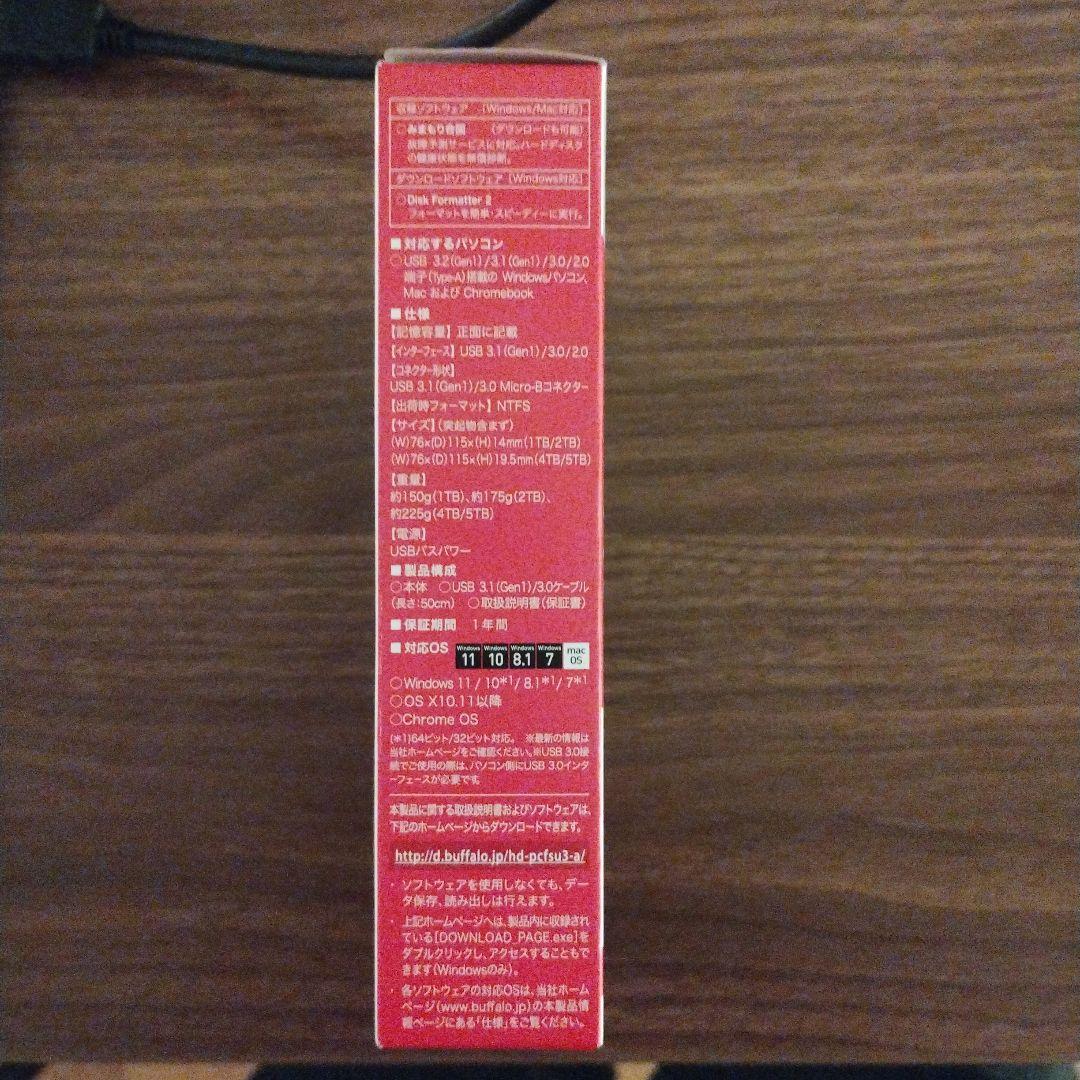 収録ソフトウェア [Windows/Mac対応]
○みまもり合図 (ダウンロードも可能)
故障予測サービスに対応。ハードディスク
の健康状態を無償診断。
ダウンロードソフトウェア [Windows対応]
○Disk Formatter 2
フォーマットを簡単・スピーディーに実行。
■対応するパソコン
○USB 3.2(Gen1)/3.1(Gen1)/3.0/2.0
端子(Type-A)搭載の Windowsパソコン、
Mac および Chromebook
■仕様
【記憶容量】正面に記載
【インターフェース】USB 3.1(Gen1)/3.0/2.0
【コネクター形状】
USB 3.1(Gen1)/3.0 Micro-Bコネクター
【出荷時フォーマット】NTFS
【サイズ】(突起物含まず)
(W)76×(D)115×(H)14mm(1TB/2TB)
(W)76×(D)115×(H)19.5mm(4TB/5TB)
【重量】
約150g(1TB)、約175g(2TB)、
約225g(4TB/5TB)
【電源】
USBバスパワー
■製品構成
○本体 ○USB 3.1(Gen1)/3.0ケーブル
(長さ:50cm) ○取扱説明書(保証書)
■保証期間 1年間
■対応OS Windows 11 Windows 10 Windows 8.1 Windows 7 mac OS
○Windows 11/10*1/8.1*1/7*1
○OS X10.11以降
○Chrome OS
(*1)64ビット/32ビット対応。 ※最新の情報は
当社ホームページをご確認ください。※USB 3.0接
続でご使用の際は、パソコン側にUSB 3.0インタ
ーフェースが必要です。
本製品に関する取扱説明書およびソフトウェアは、
下記のホームページからダウンロードできます。
http://d.buffalo.jp/hd-pcfsu3-a/
・ソフトウェアを使用しなくても、デー
タ保存、読み出しは行えます。
・上記ホームページへは、製品内に収録され
ている[DOWNLOAD_PAGE.exe]を
ダブルクリックし、アクセスすることもで
きます(Windowsのみ)。
・各ソフトウェアの対応OSは、当社ホーム
ページ(www.buffalo.jp)の本製品情
報ページにある「仕様」をご覧ください。